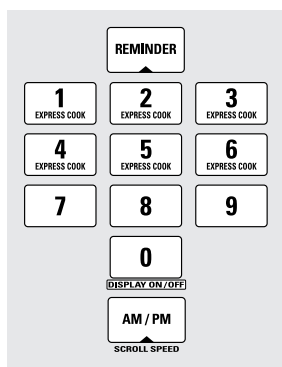 REMINDER
1 2 3
EXPRESS COOK EXPRESS COOK EXPRESS COOK
4 5 6
EXPRESS COOK EXPRESS COOK EXPRESS COOK
7 8 9
0
DISPLAY ON/OFF
AM / PM
SCROLL SPEED